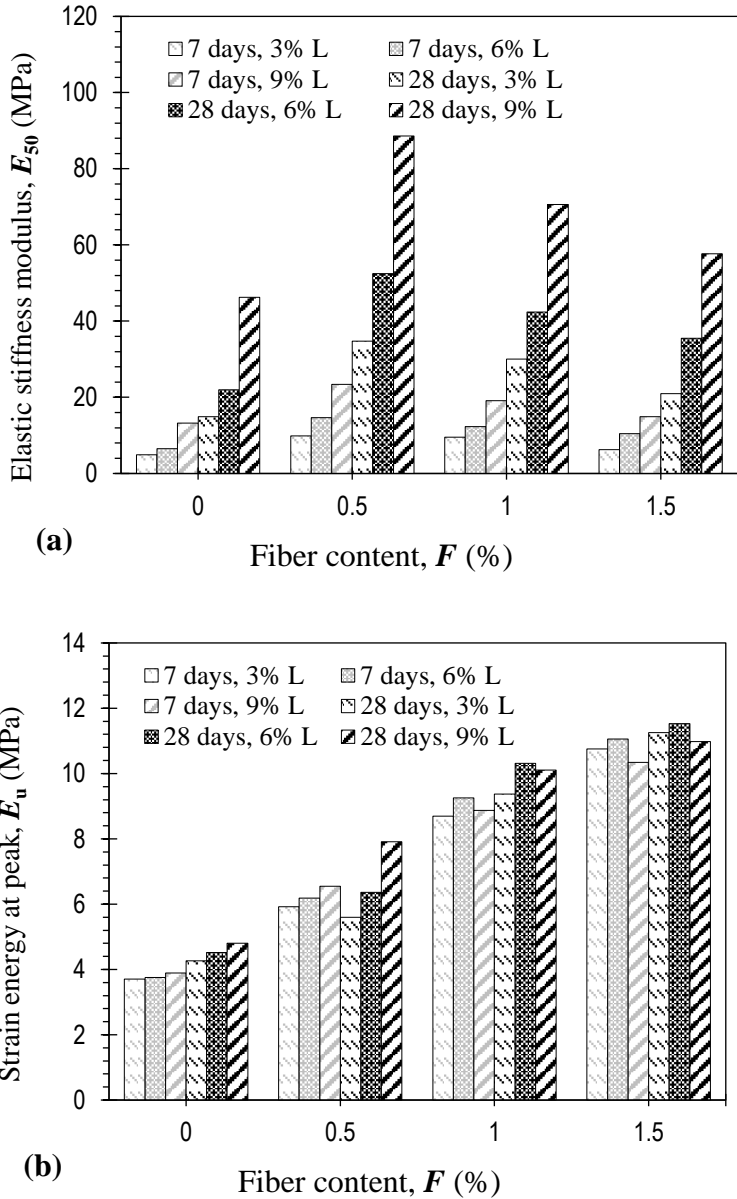 120
100
80
60
40
20
0
Elastic stiffness modulus, E50 (MPa)
7 days, 3% L
7 days, 6% L
7 days, 9% L
28 days, 3% L
28 days, 6% L
28 days, 9% L
0
0.5
1
1.5
(a)
Fiber content, F (%)
14
12
10
8
6
4
2
0
Strain energy at peak, Eu (MPa)
7 days, 3% L
7 days, 6% L
7 days, 9% L
28 days, 3% L
28 days, 6% L
28 days, 9% L
0
0.5
1
1.5
(b)
Fiber content, F (%)